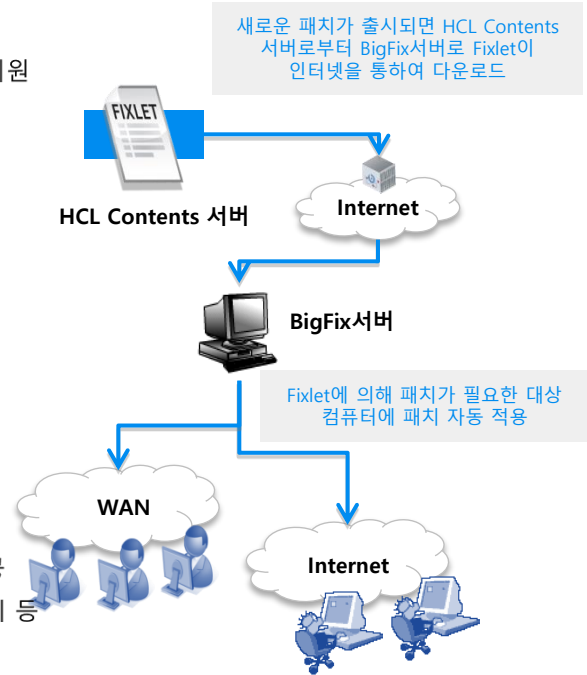 새로운 패치가 출시되면 HCL Contents
서버로부터 BigFix서버로 Fixlet이
인터넷을 통하여 다운로드
원
FIXLET
HCL Contents 서버
Internet
BigFix서버
Fixlet에 의해 패치가 필요한 대상
컴퓨터에 패치 자동 적용
WAN
Internet
등